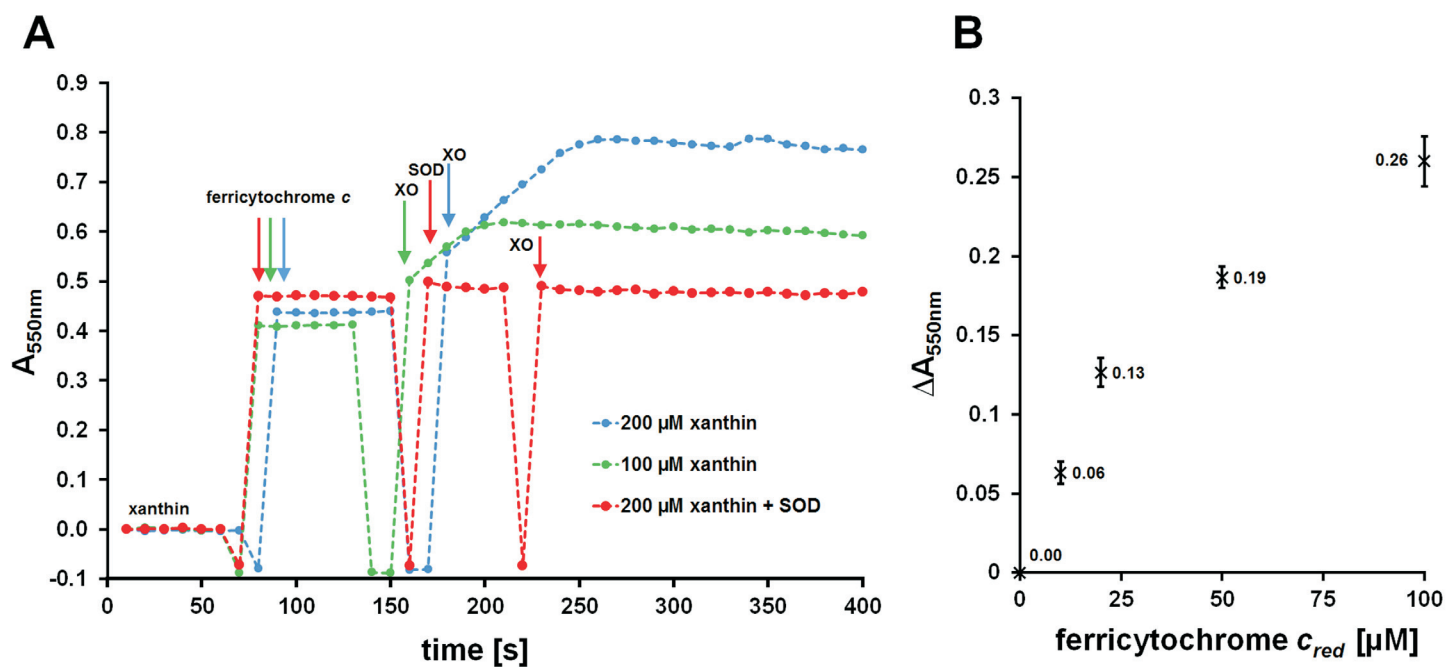 A
0.9
0.8
0.7
0.6
0.5
0.4
0.3
0.2
0.1
0.0
-0.1
A550nm
ferricytochrome c
XO
SOD
XO
XO
xanthin
200 µM xanthin
100 µM xanthin
200 µM xanthin + SOD
0 50 100 150 200 250 300 350 400
time [s]
B
0.3
0.25
0.2
0.15
0.1
0.05
0
ΔA550nm
0.26
0.19
0.13
0.06
0.00
0 25 50 75 100
ferricytochrome cred [µM]